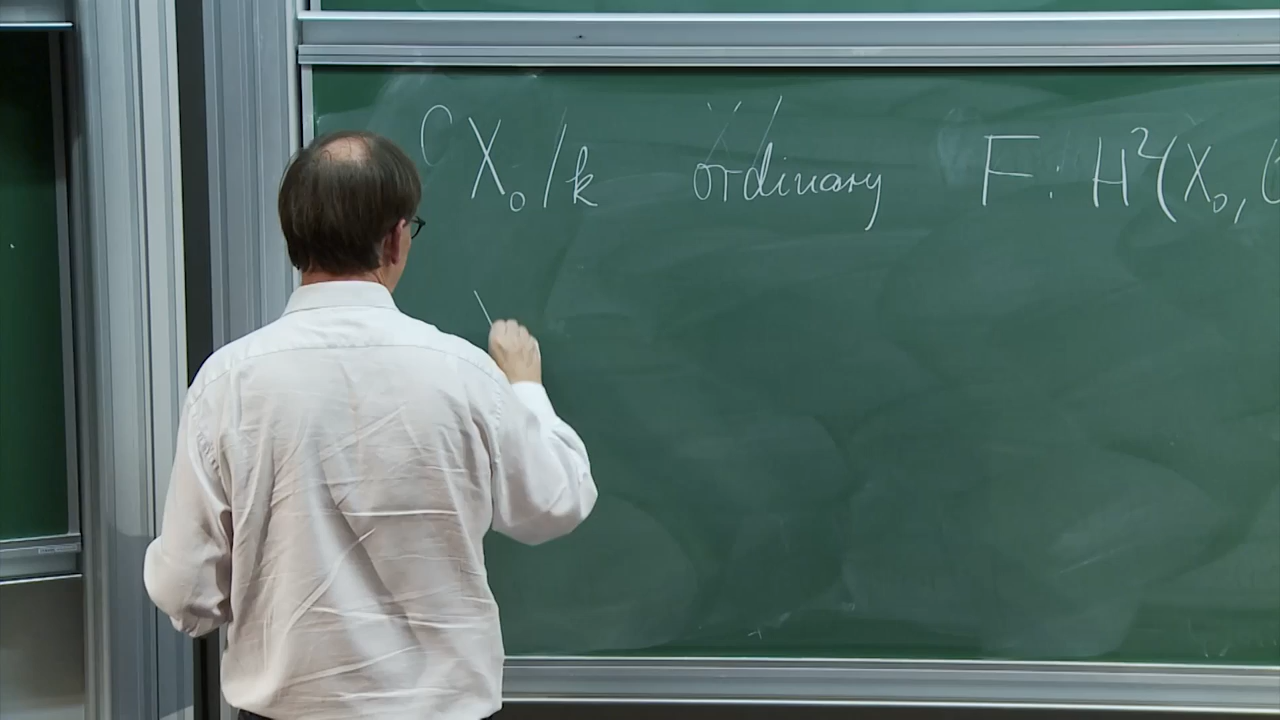 X₀/k ordinary F: H²(X₀,